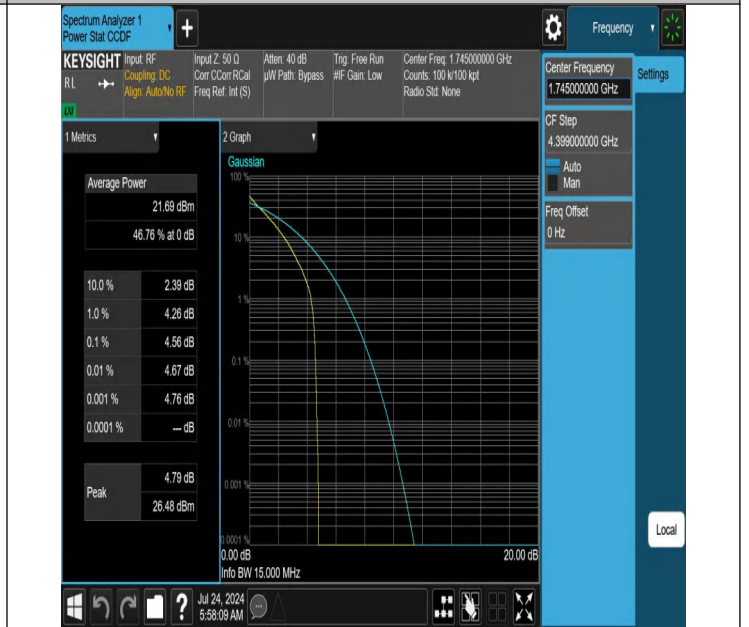 Spectrum Analyzer 1
Power Stat CCDF
+
Frequency
KEYSIGHT
RL
LXI
Input: RF
Coupling: DC
Align: Auto/No RF
Input Z: 50 Ω
Corr CCorr RCal
Freq Ref: Int (S)
Atten: 40 dB
µW Path: Bypass
Trig: Free Run
#IF Gain: Low
Center Freq: 1.745000000 GHz
Counts: 100 k/100 kpt
Radio Std: None
Center Frequency
1.745000000 GHz
Settings
CF Step
4.399000000 GHz
Auto
Man
Freq Offset
0 Hz
1 Metrics
Average Power
21.69 dBm
46.76 % at 0 dB
10.0 % 2.39 dB
1.0 % 4.26 dB
0.1 % 4.56 dB
0.01 % 4.67 dB
0.001 % 4.76 dB
0.0001 % --- dB
Peak
4.79 dB
26.48 dBm
2 Graph
Gaussian
100 %
10 %
1 %
0.1 %
0.01 %
0.001 %
0.0001 %
0.00 dB 20.00 dB
Info BW 15.000 MHz
Local
?
Jul 24, 2024
5:58:09 AM